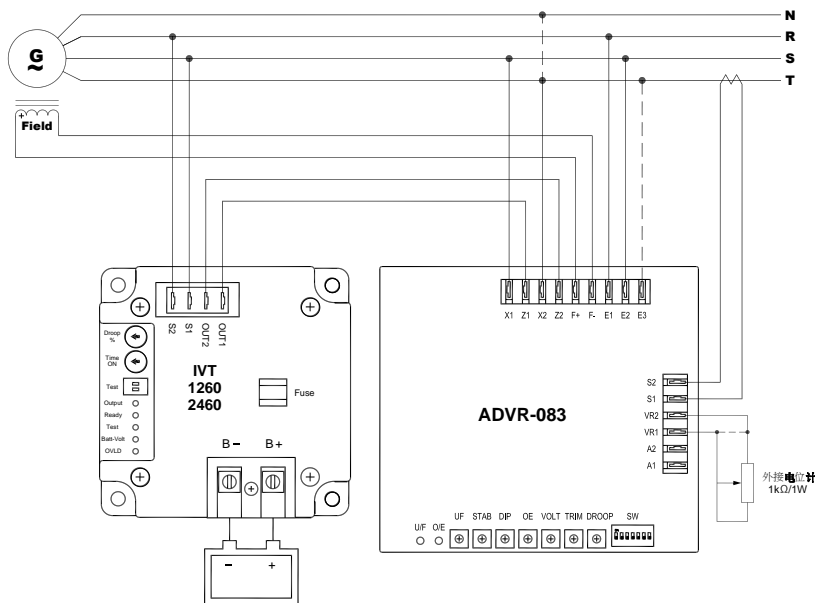 N
R
S
T
G
~
+
Field
S2
S1
OUT2
OUT1
Droop
%
Time
ON
Test
Output
Ready
Test
Batt-Volt
OVLD
IVT
1260
2460
Fuse
B- B+
- +
X1 Z1 X2 Z2 F+ F- E1 E2 E3
ADVR-083
S2
S1
VR2
VR1
A2
A1
外接电位计
1kΩ/1W
U/F O/E UF STAB DIP OE VOLT TRIM DROOP SW